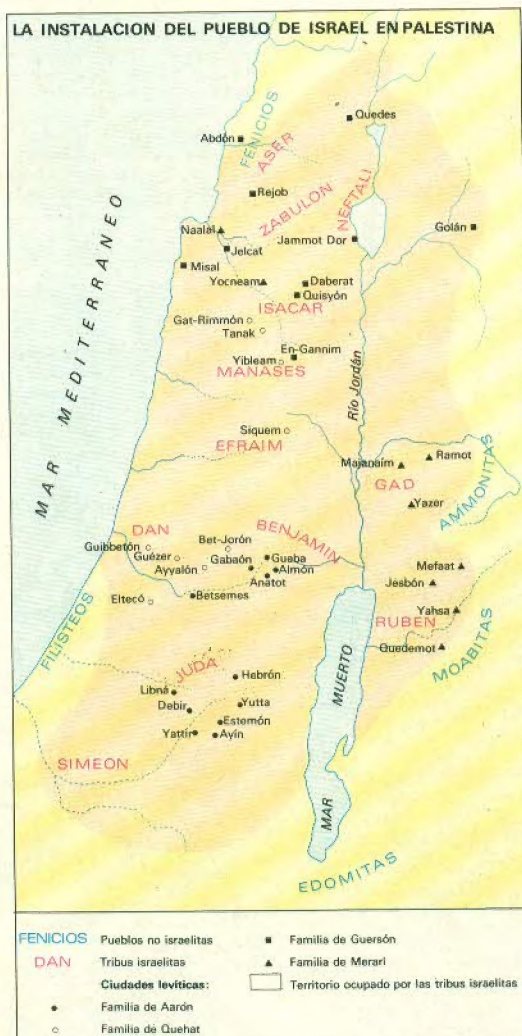 LA INSTALACION DEL PUEBLO DE ISRAEL EN PALESTINA
Quedes
FENICIOS
Abdón
ASER
Rejob
ZABULON
NEFTALI
Golán
Naalal
Jelcat
Jammot Dor
Misal
Yocneam
Daberat
Quisyón
ISACAR
Gat-Rimmón
Tanak
En-Gannim
Yibleam
MANASES
MAR MEDITERRANEO
Río Jordán
Siquem
EFRAIM
Majanaím
Ramot
GAD
AMMONITAS
Yazer
DAN
BENJAMIN
Guibbetón
Bet-Jorón
Guézer
Gabaón
Gueba
Ayyalón
Almón
Anatot
Mefaat
Jesbón
Eltecó
Betsemes
Yahsa
RUBEN
FILISTEOS
Quedemot
MOABITAS
JUDA
Hebrón
Libná
Yutta
Debir
Estemón
Yattir
Ayín
SIMEON
MAR MUERTO
EDOMITAS
FENICIOS Pueblos no israelitas
DAN Tribus israelitas
Ciudades levíticas:
Familia de Aarón
Familia de Quehat
Familia de Guersón
Familia de Merari
Territorio ocupado por las tribus israelitas